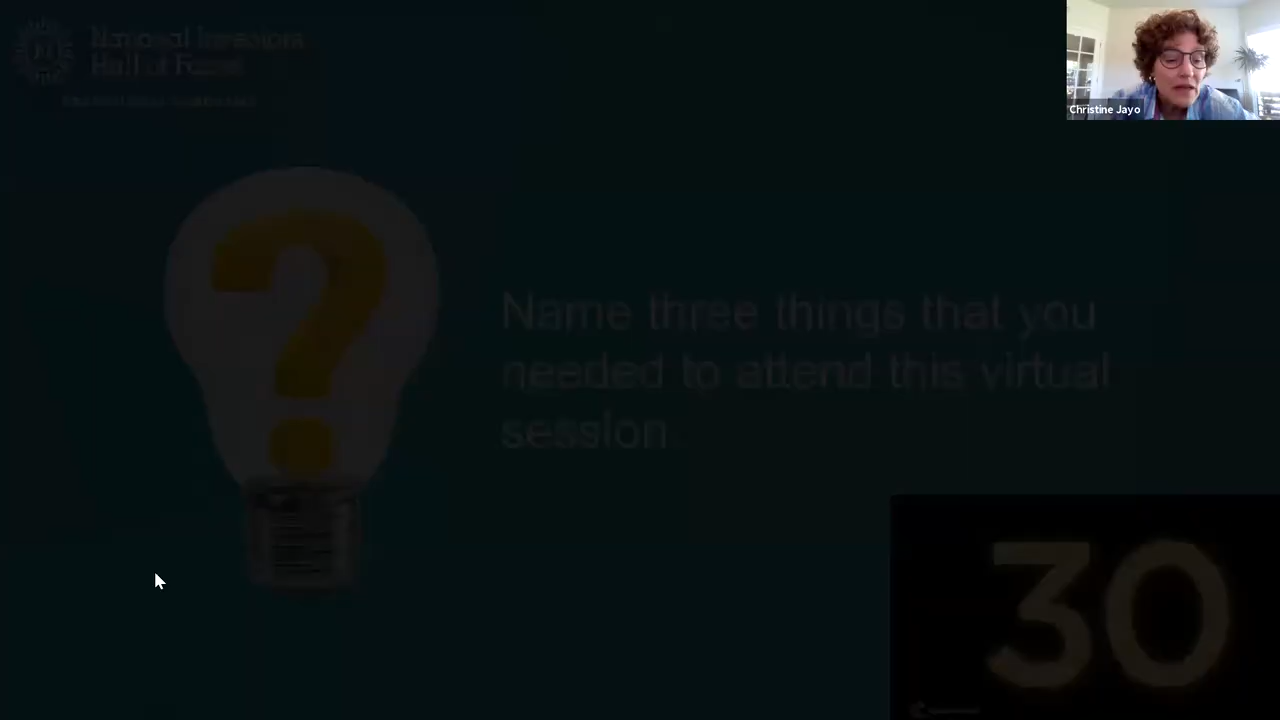 National Inventors
Hall of Fame
Christine Jayo
Name three things that you
needed to attend this virtual
session
30